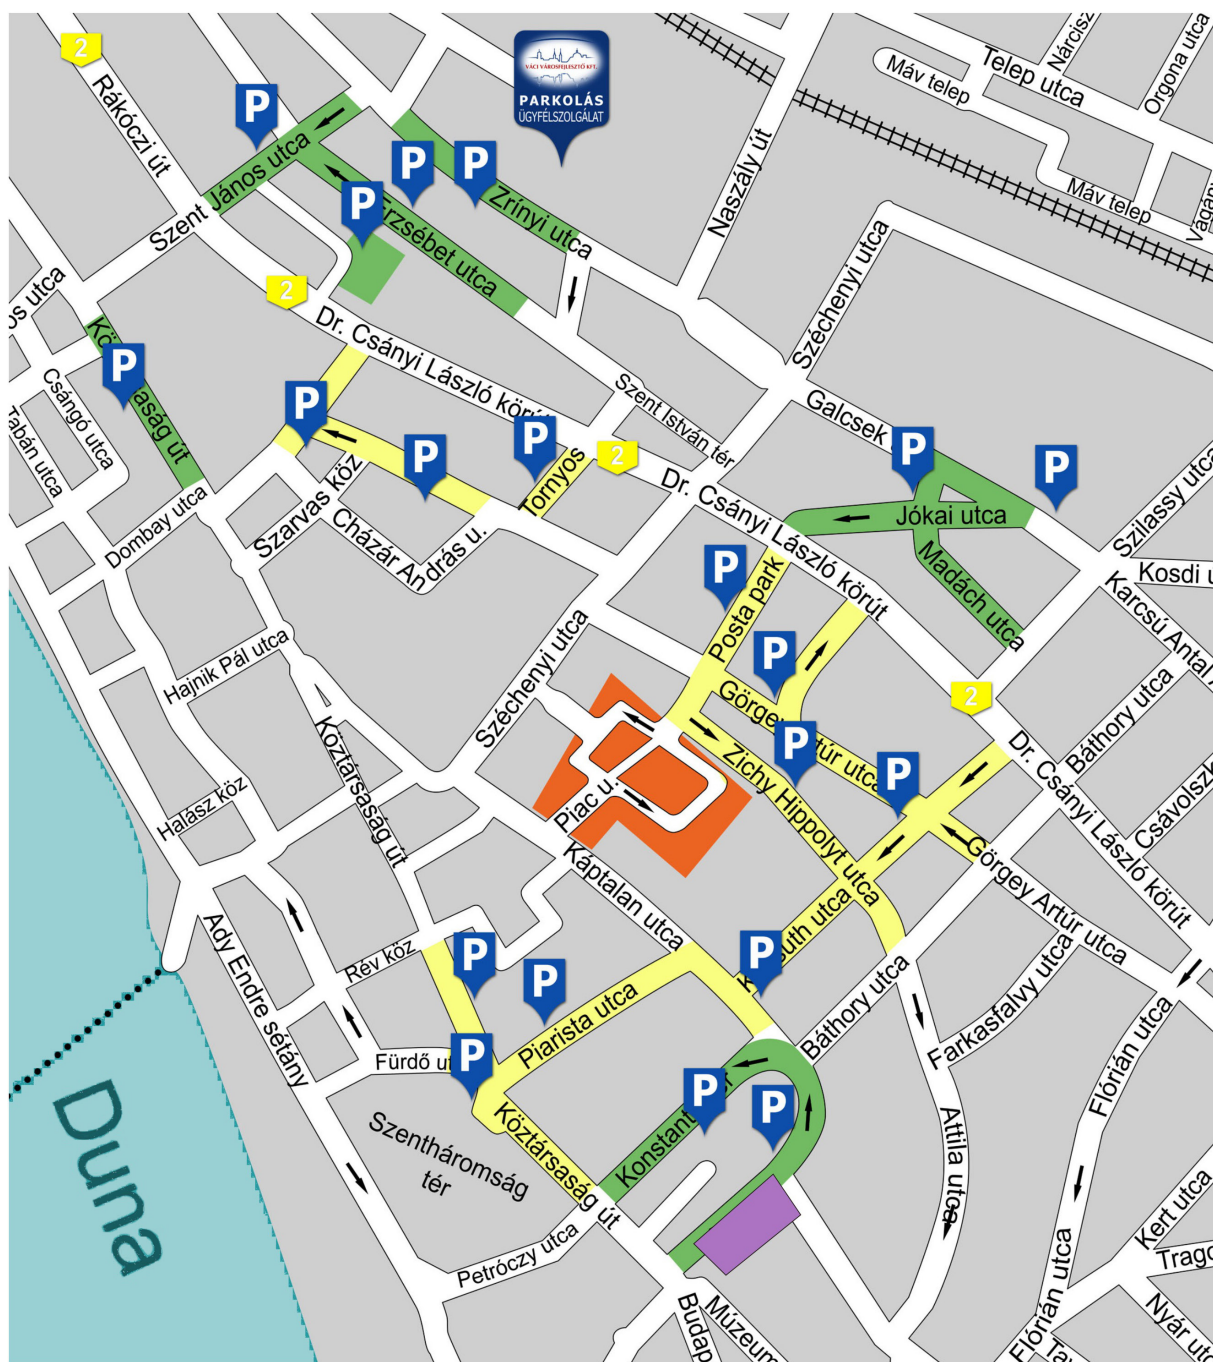 2
Rákóczi út
P
VÁCI VÁROSFEJLESZTŐ KFT.
PARKOLÁS
ÜGYFÉLSZOLGÁLAT
Máv telep
Telep utca
Orgona utca
Máv telep
Naszály út
Szent János utca
P
P
P
Zrínyi utca
utca
Széchenyi utca
2
Dr. Csányi László
Csángó utca
Tabán utca
P
út
P
P
P
Tornyos
2
Szent István tér
Galcsek
P
P
Szilassy utca
Kosdi
Jókai utca
Madách utca
Karcsú Antal
Dr. Csányi László körút
Dombay utca
Szarvas köz
Cházár András u.
P
Posta park
P
Hajnik Pál utca
Széchenyi utca
Köztársaság út
Halász köz
Piac u.
P
P
utca
2
Báthory utca
Zichy Hippolyt utca
Dr. Csányi László körút
Görgey Artúr utca
Káptalan utca
utca
P
Ady Endre sétány
Rév köz
P
P
Piarista utca
Báthory utca
Farkasfalvy utca
Flórián utca
Fürdő
P
P
P
Duna
Szentháromság
tér
Köztársaság út
Attila utca
Petróczy utca
Kert utca
Flórián utca
Múzeum